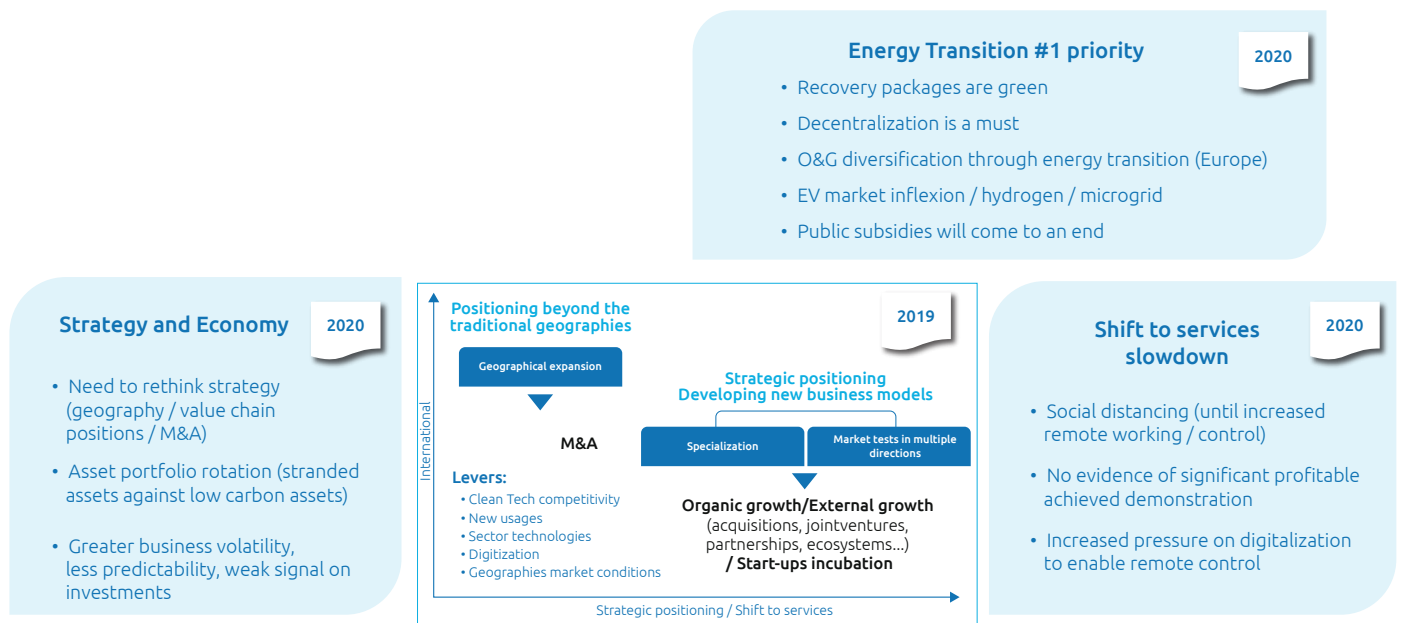 Energy Transition #1 priority
2020
• Recovery packages are green
• Decentralization is a must
• O&G diversification through energy transition (Europe)
• EV market inflexion / hydrogen / microgrid
• Public subsidies will come to an end
Strategy and Economy
2020
• Need to rethink strategy
(geography / value chain
positions / M&A)
• Asset portfolio rotation (stranded
assets against low carbon assets)
• Greater business volatility,
less predictability, weak signal on
investments
International
Positioning beyond the
traditional geographies
2019
Geographical expansion
M&A
Levers:
• Clean Tech competitivity
• New usages
• Sector technologies
• Digitization
• Geographies market conditions
Strategic positioning
Developing new business models
Specialization
Market tests in multiple
directions
Organic growth/External growth
(acquisitions, jointventures,
partnerships, ecosystems...)
/ Start-ups incubation
Strategic positioning / Shift to services
Shift to services
slowdown
2020
• Social distancing (until increased
remote working / control)
• No evidence of significant profitable
achieved demonstration
• Increased pressure on digitalization
to enable remote control